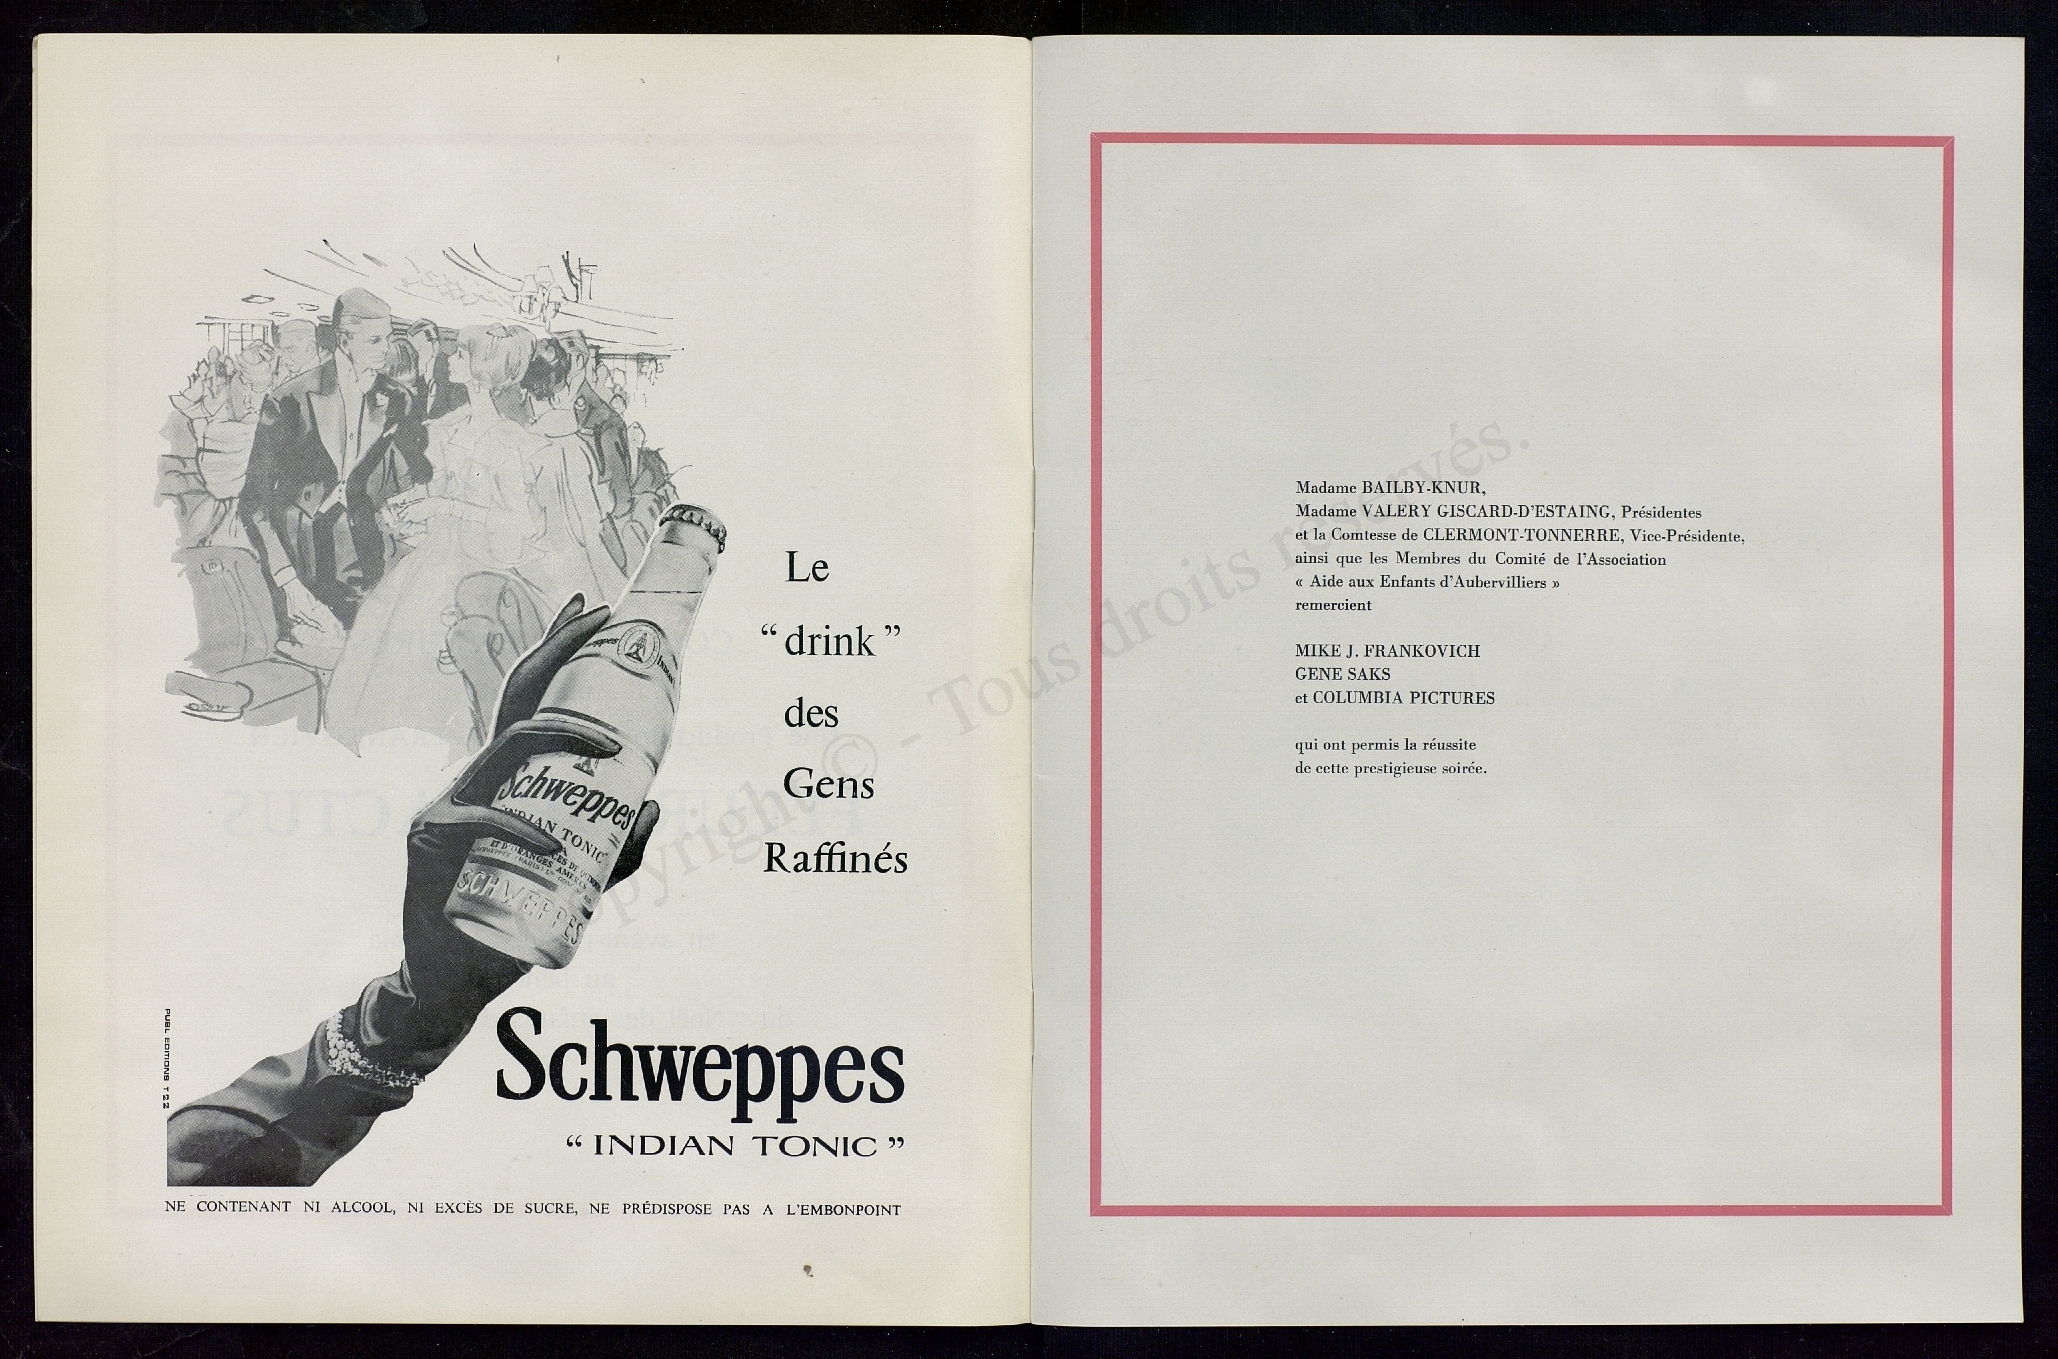 Le
“ drink ”
des
Gens
Raffinés
Schweppes
INDIAN TONIC
SCHWEPPES
Schweppes
“ INDIAN TONIC ”
PUBL EDITIONS T 22
NE CONTENANT NI ALCOOL, NI EXCÈS DE SUCRE, NE PRÉDISPOSE PAS A L'EMBONPOINT
Madame BAILBY-KNUR,
Madame VALERY GISCARD-D'ESTAING, Présidentes
et la Comtesse de CLERMONT-TONNERRE, Vice-Présidente,
ainsi que les Membres du Comité de l'Association
« Aide aux Enfants d'Aubervilliers »
remercient
MIKE J. FRANKOVICH
GENE SAKS
et COLUMBIA PICTURES
qui ont permis la réussite
de cette prestigieuse soirée.
Copyright © - Tous droits réservés.